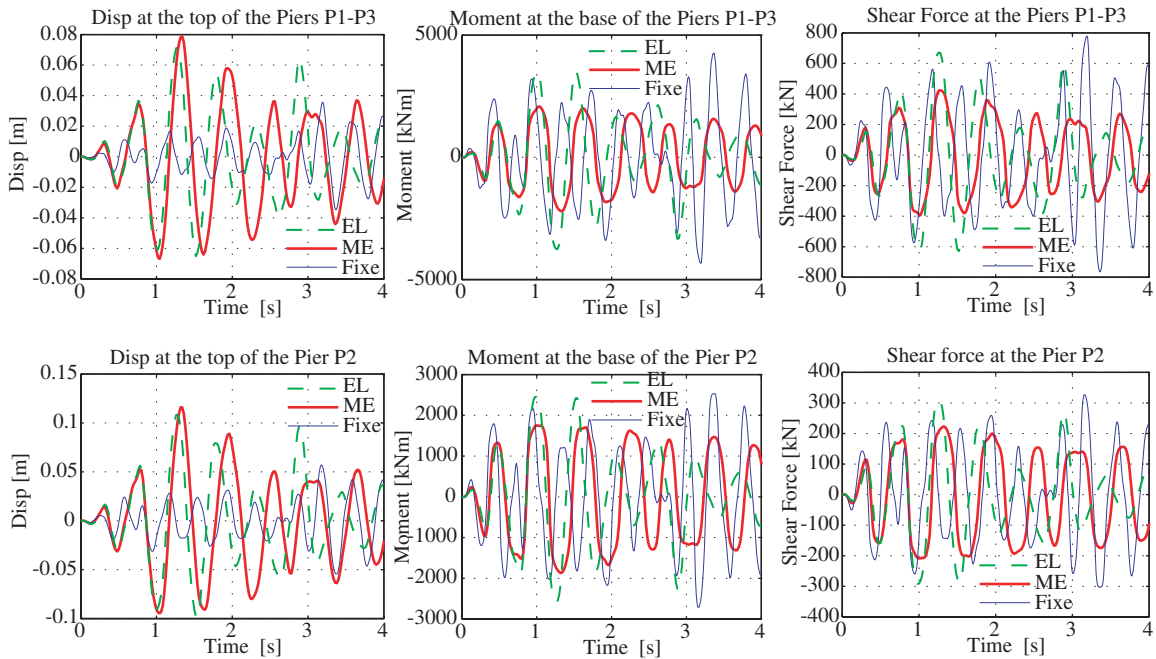 Disp at the top of the Piers P1-P3
0.08
0.06
0.04
0.02
0
-0.02
-0.04
-0.06
-0.08
Disp [m]
EL
ME
Fixe
0 1 2 3 4
Time [s]
Moment at the base of the Piers P1-P3
5000
0
-5000
Moment [kNm]
EL
ME
Fixe
0 1 2 3 4
Time [s]
Shear Force at the Piers P1-P3
800
600
400
200
0
-200
-400
-600
-800
Shear Force [kN]
EL
ME
Fixe
0 1 2 3 4
Time [s]
Disp at the top of the Pier P2
0.15
0.1
0.05
0
-0.05
-0.1
Disp [m]
EL
ME
Fixe
0 1 2 3 4
Time [s]
Moment at the base of the Pier P2
3000
2000
1000
0
-1000
-2000
-3000
Moment [kNm]
EL
ME
Fixe
0 1 2 3 4
Time [s]
Shear force at the Pier P2
400
300
200
100
0
-100
-200
-300
-400
Shear Force [kN]
EL
ME
Fixe
0 1 2 3 4
Time [s]